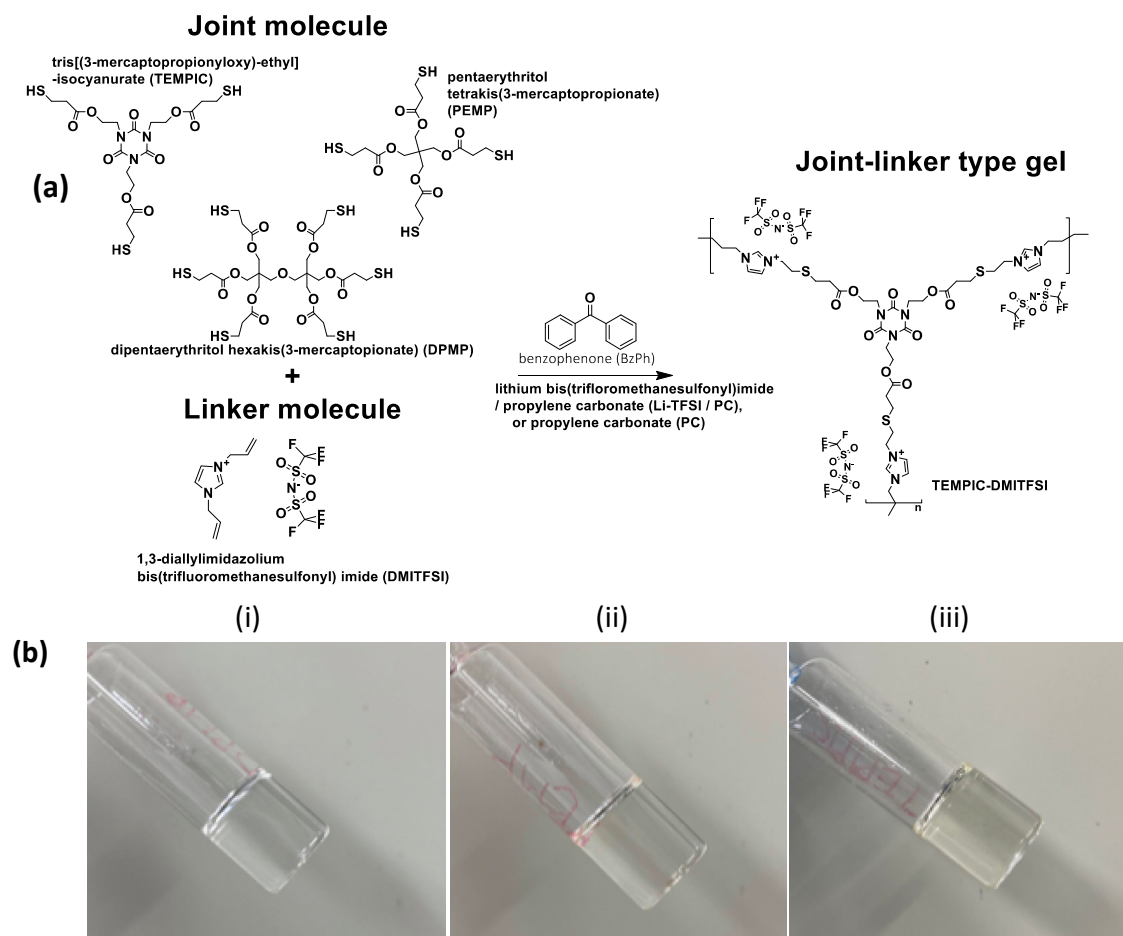 Joint molecule
tris[(3-mercaptopropionyloxy)-ethyl]
-isocyanurate (TEMPIC)
pentaerythritol
tetrakis(3-mercaptopropionate)
(PEMP)
(a)
dipentaerythritol hexakis(3-mercaptopionate) (DPMP)
+
Linker molecule
1,3-diallylimidazolium
bis(trifluoromethanesulfonyl) imide (DMITFSI)
benzophenone (BzPh)
lithium bis(trifloromethanesulfonyl)imide
/ propylene carbonate (Li-TFSI / PC),
or propylene carbonate (PC)
Joint-linker type gel
TEMPIC-DMITFSI
n
(i) (ii) (iii)
(b)